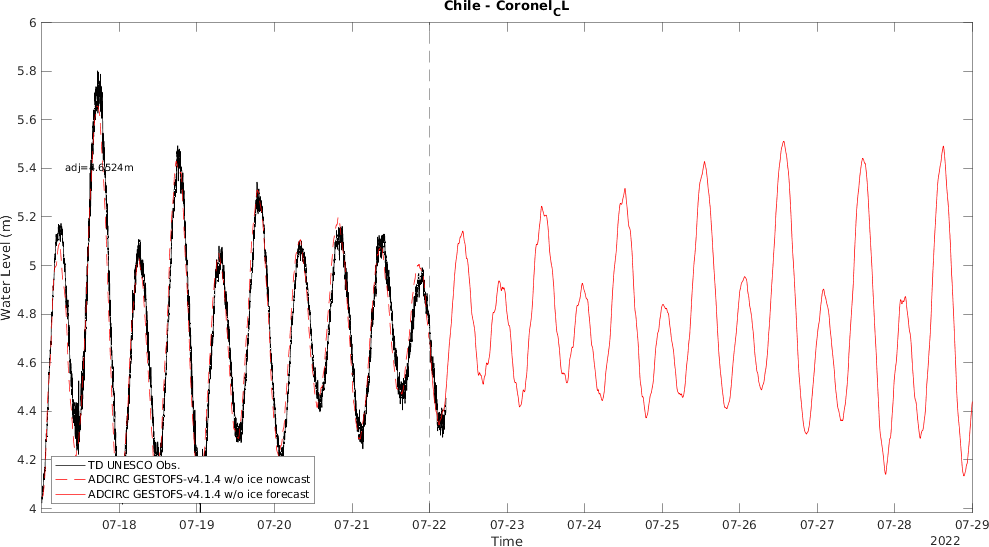 Chile - Coronel_CL
6
5.8
5.6
5.4
5.2
5
4.8
4.6
4.4
4.2
4
Water Level (m)
adj=4.6524m
TD UNESCO Obs.
ADCIRC GESTOFS-v4.1.4 w/o ice nowcast
ADCIRC GESTOFS-v4.1.4 w/o ice forecast
07-18 07-19 07-20 07-21 07-22 07-23 07-24 07-25 07-26 07-27 07-28 07-29
Time
2022